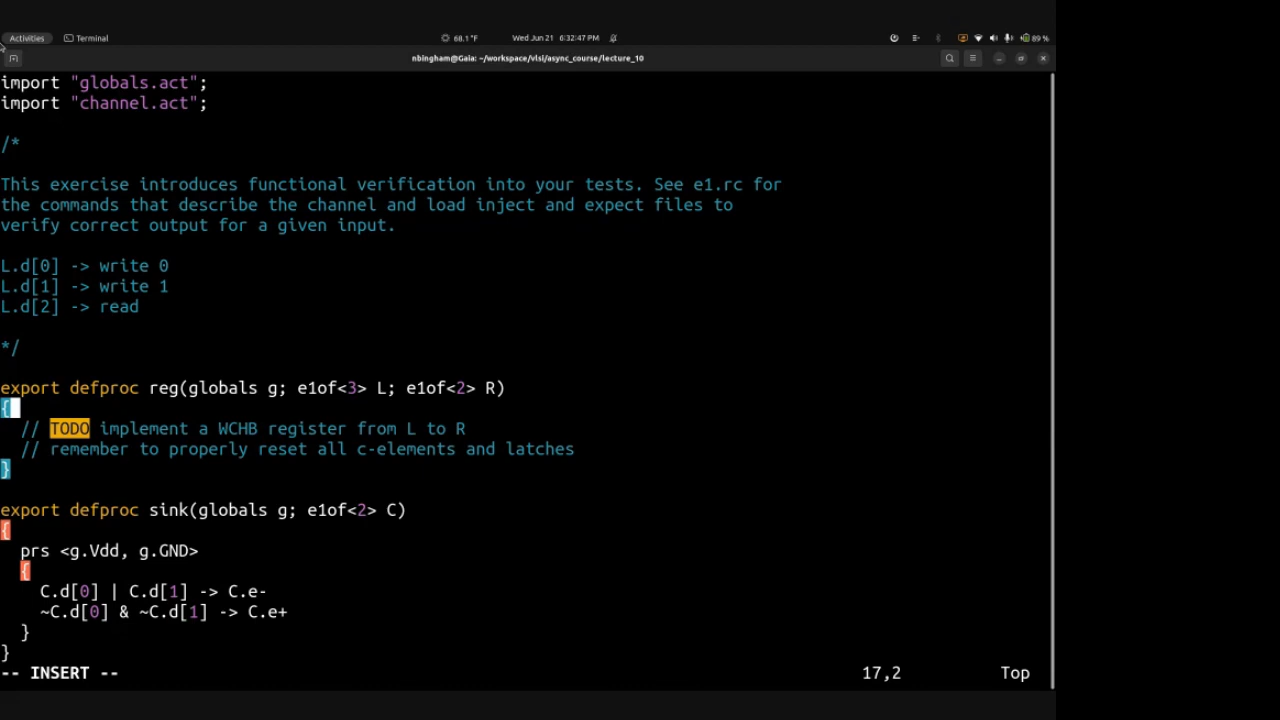 Activities
Terminal
68.1 °F
Wed Jun 21 6:32:47 PM
89 %
nbingham@Gaia: ~/workspace/vlsi/async_course/lecture_10
import "globals.act";
import "channel.act";
/*
This exercise introduces functional verification into your tests. See e1.rc for
the commands that describe the channel and load inject and expect files to
verify correct output for a given input.
L.d[0] -> write 0
L.d[1] -> write 1
L.d[2] -> read
*/
export defproc reg(globals g; e1of<3> L; e1of<2> R)
{
// TODO implement a WCHB register from L to R
// remember to properly reset all c-elements and latches
}
export defproc sink(globals g; e1of<2> C)
{
prs <g.Vdd, g.GND>
{
C.d[0] | C.d[1] -> C.e-
~C.d[0] & ~C.d[1] -> C.e+
}
}
-- INSERT -- 17,2 Top